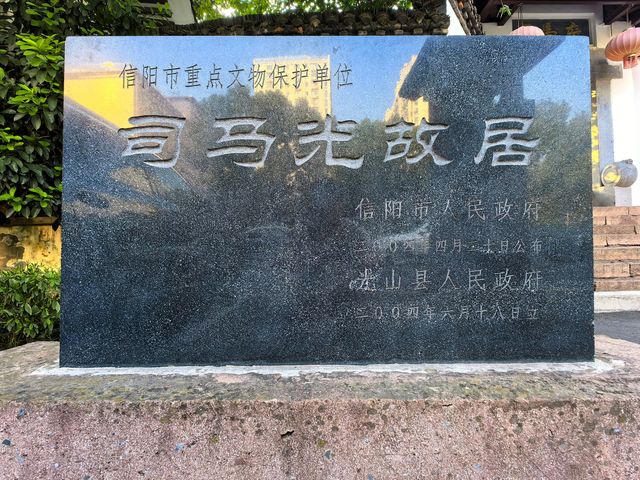 信阳市重点文物保护单位
司马光故居
信阳市人民政府
二〇〇四年四月十日公布
光山县人民政府
二〇〇四年六月十八日立